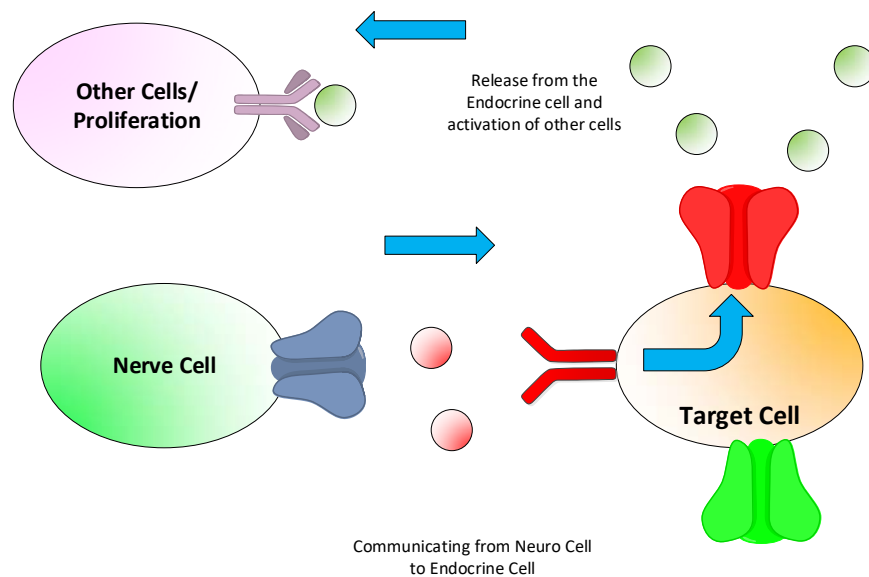 Other Cells/
Proliferation
Release from the
Endocrine cell and
activation of other cells
Nerve Cell
Target Cell
Communicating from Neuro Cell
to Endocrine Cell